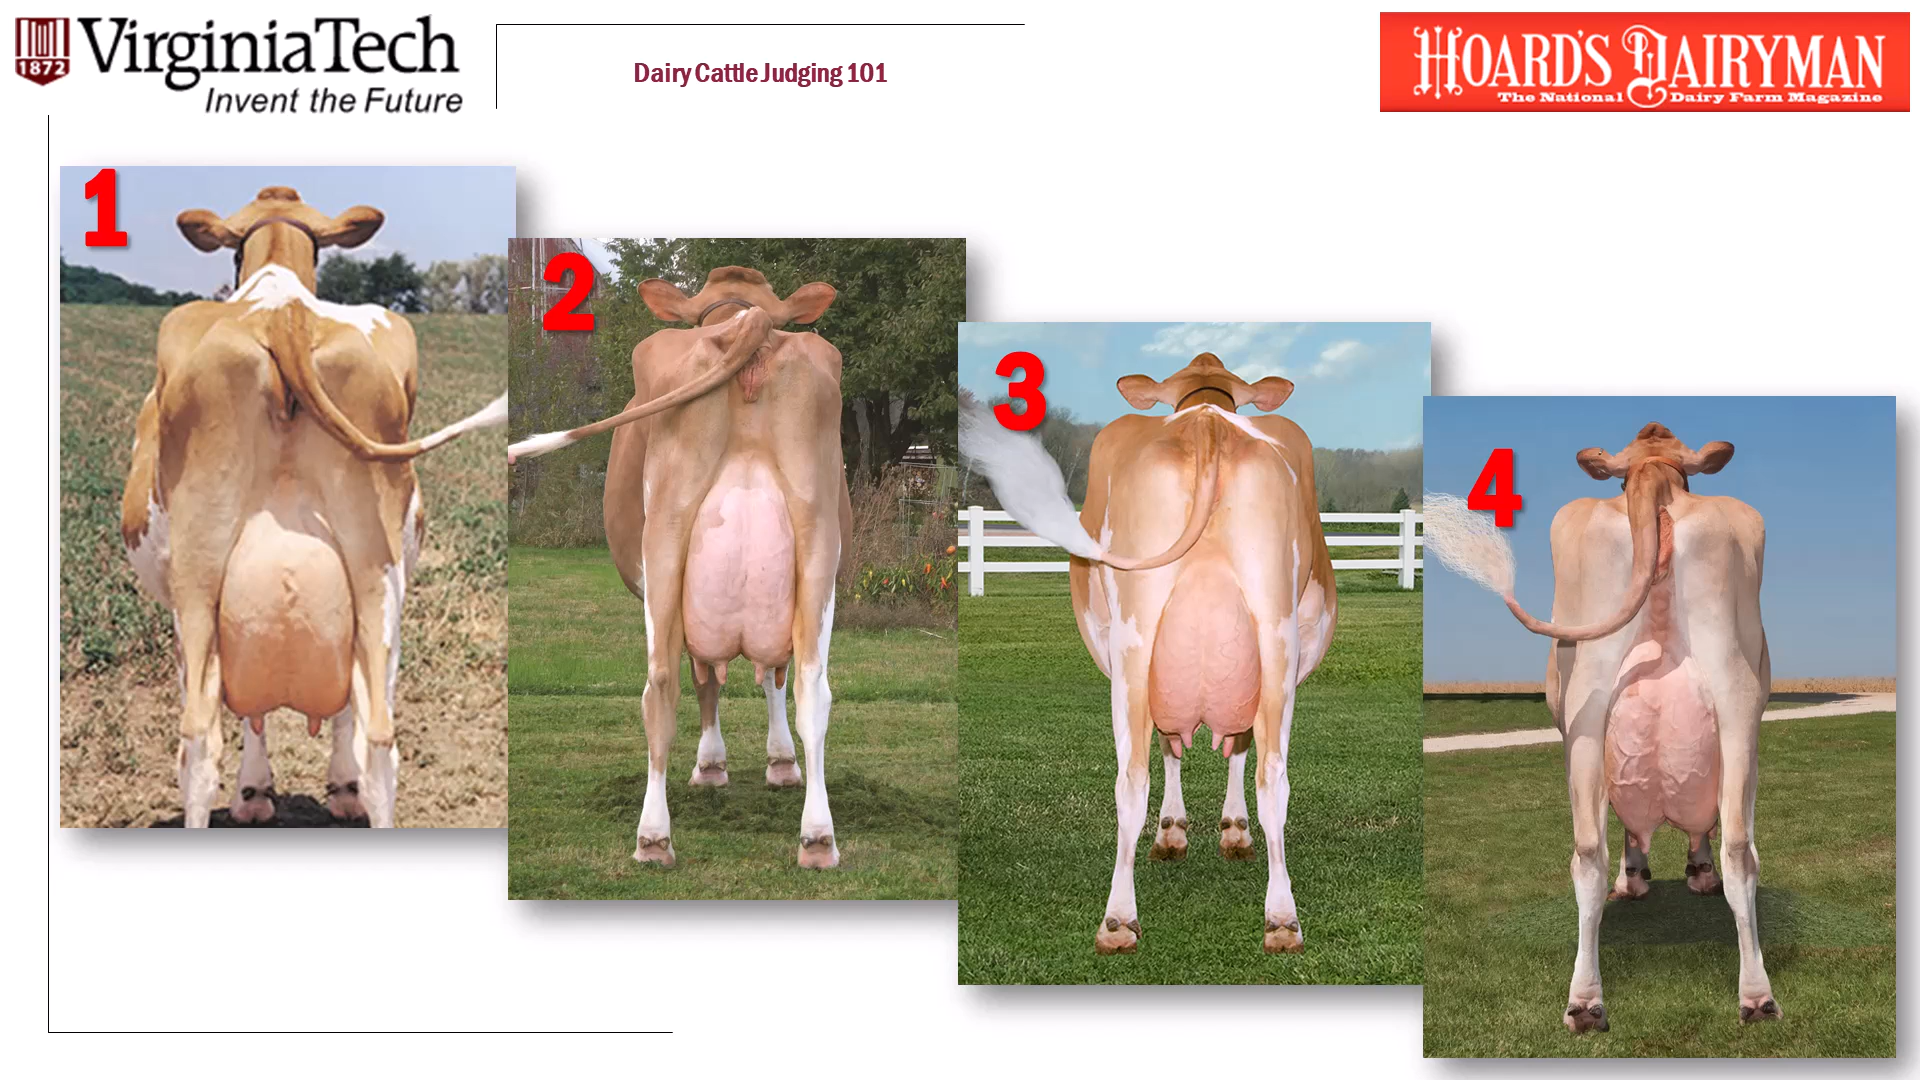 1872
VirginiaTech
Invent the Future
Dairy Cattle Judging 101
HOARD'S DAIRYMAN
The National Dairy Farm Magazine
1
2
3
4